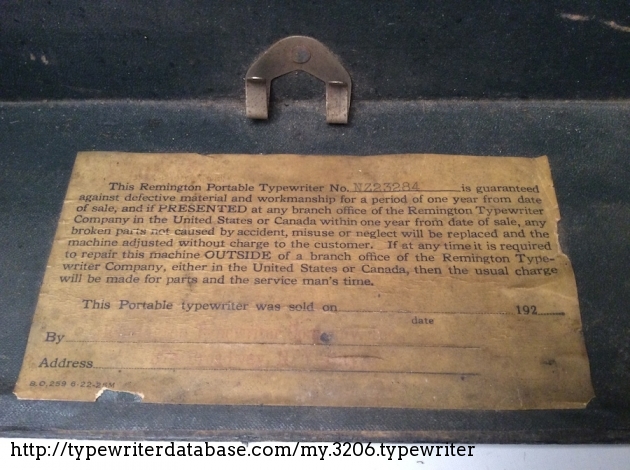 This Remington Portable Typewriter No. NZ23284 is guaranteed
against defective material and workmanship for a period of one year from date
of sale, and if PRESENTED at any branch office of the Remington Typewriter
Company in the United States or Canada within one year from date of sale, any
broken parts not caused by accident, misuse or neglect will be replaced and the
machine adjusted without charge to the customer. If at any time it is required
to repair this machine OUTSIDE of a branch office of the Remington Type-
writer Company, either in the United States or Canada, then the usual charge
will be made for parts and the service man's time.
This Portable typewriter was sold on 192
date
By
Address
http://typewriterdatabase.com/my.3206.typewriter